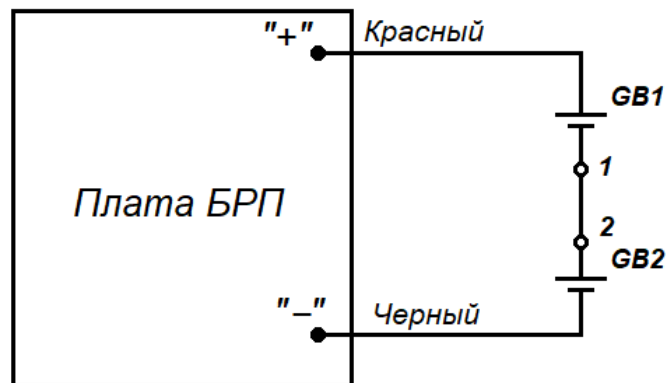 "+"
Красный
GB1
1
Плата БРП
2
GB2
"–"
Черный